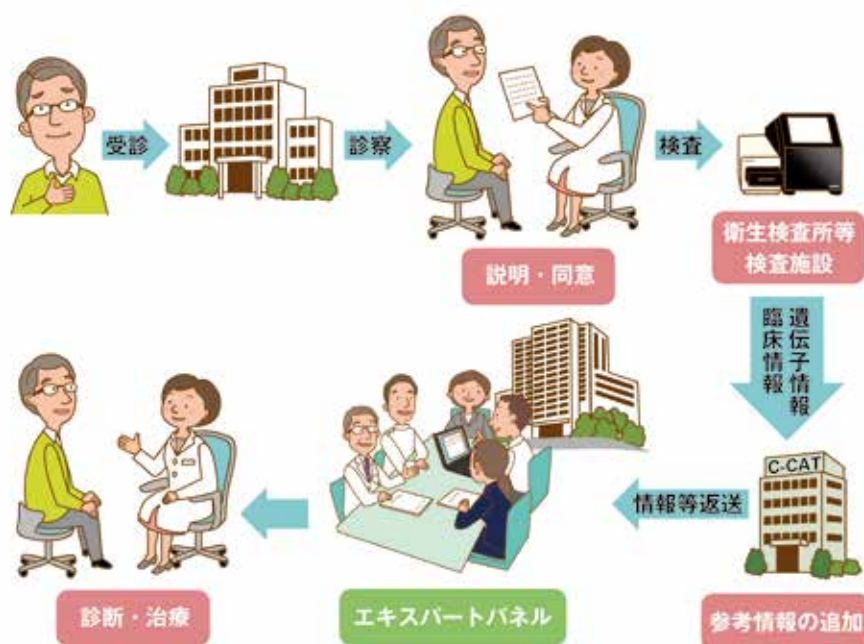 受診
診察
検査
説明・同意
衛生検査所等
検査施設
遺伝子情報
臨床情報
C-CAT
参考情報の追加
情報等返送
エキスパートパネル
診断・治療